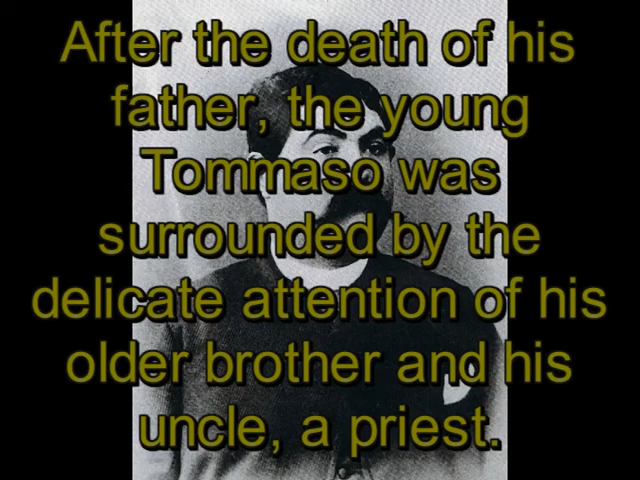 After the death of his
father, the young
Tommaso was
surrounded by the
delicate attention of his
older brother and his
uncle, a priest.